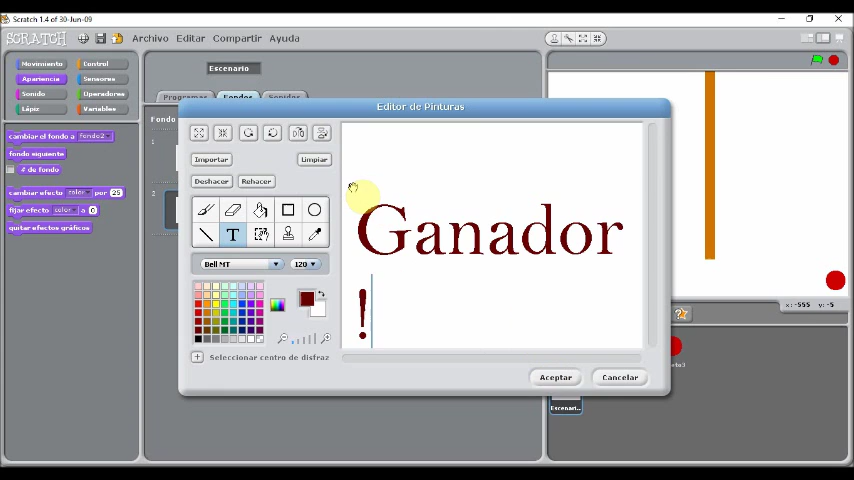 Scratch 1.4 of 30-Jun-09
SCRATCH Archivo Editar Compartir Ayuda
Movimiento Control
Apariencia Sensores
Sonido Operadores
Lápiz Variables
Escenario
Programas Fondos Sonidos
Fondo
1
2
cambiar el fondo a fondo2
fondo siguiente
# de fondo
cambiar efecto color por 25
fijar efecto color a 0
quitar efectos gráficos
Editor de Pinturas
Importar Limpiar
Deshacer Rehacer
T
Bell MT 120
Seleccionar centro de disfraz
Ganador
!
Aceptar Cancelar
x:-555 y:-5
Escenari...